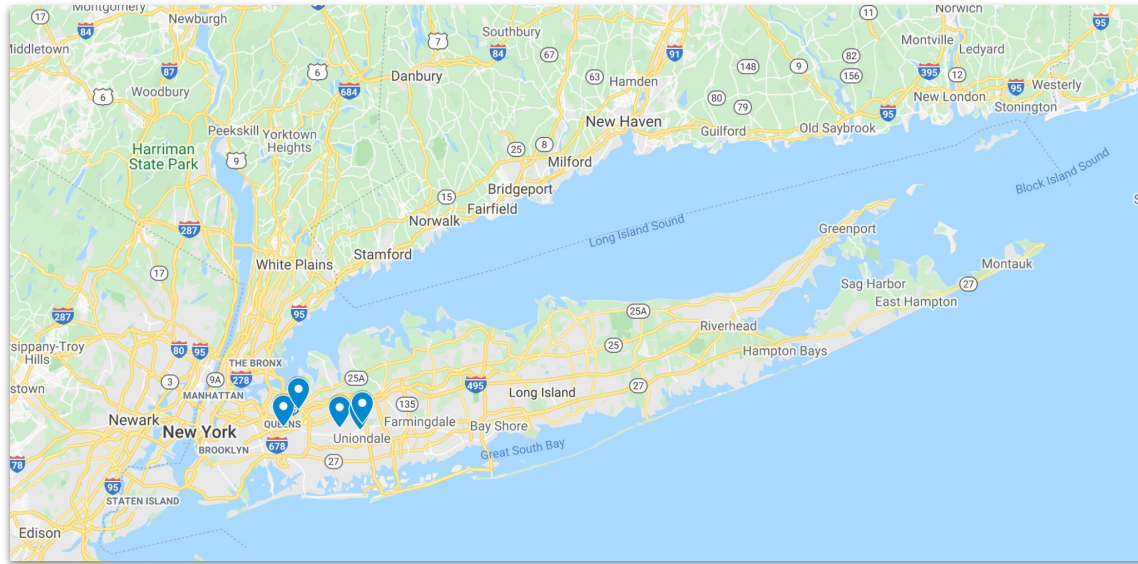 Montgomery
Newburgh
Southbury
Norwich
17
84
7
84
67
91
11
95
Middletown
Montville
Ledyard
87
6
Danbury
63
Hamden
148
9
82
156
395
12
Westerly
Woodbury
6
684
80
79
New London
95
Stonington
95
New Haven
Guilford
Old Saybrook
Peekskill
Yorktown
Heights
Harriman
State Park
9
25
8
Milford
Block Island Sound
15
Bridgeport
Fairfield
Norwalk
287
Long Island Sound
Greenport
Stamford
White Plains
17
Montauk
Sag Harbor
27
East Hampton
287
95
25A
Riverhead
sippany-Troy
Hills
80
95
25
Hampton Bays
THE BRONX
stown
3
9A
278
25A
495
Long Island
27
MANHATTAN
135
Newark
New York
QUEENS
Farmingdale
Bay Shore
Uniondale
BROOKLYN
678
27
Great South Bay
78
95
STATEN ISLAND
Edison